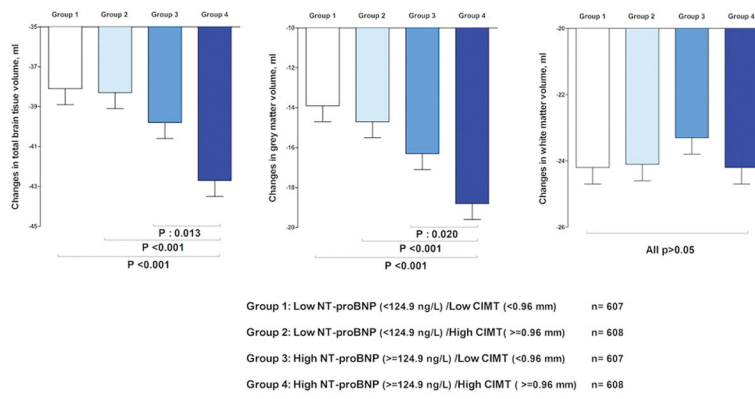 Group 1 Group 2 Group 3 Group 4
-35
-37
-39
-41
-43
-45
Changes in total brain tisue volume, ml
P : 0.013
P <0.001
P <0.001
Group 1 Group 2 Group 3 Group 4
-10
-12
-14
-16
-18
-20
Changes in grey matter volume, ml
P : 0.020
P <0.001
P <0.001
Group 1 Group 2 Group 3 Group 4
-20
-22
-24
-26
Changes in white matter volume, ml
All p>0.05
Group 1: Low NT-proBNP (<124.9 ng/L) /Low CIMT (<0.96 mm) n= 607
Group 2: Low NT-proBNP (<124.9 ng/L) /High CIMT( >=0.96 mm) n= 608
Group 3: High NT-proBNP (>=124.9 ng/L) /Low CIMT (<0.96 mm) n= 607
Group 4: High NT-proBNP (>=124.9 ng/L) /High CIMT ( >=0.96 mm) n= 608